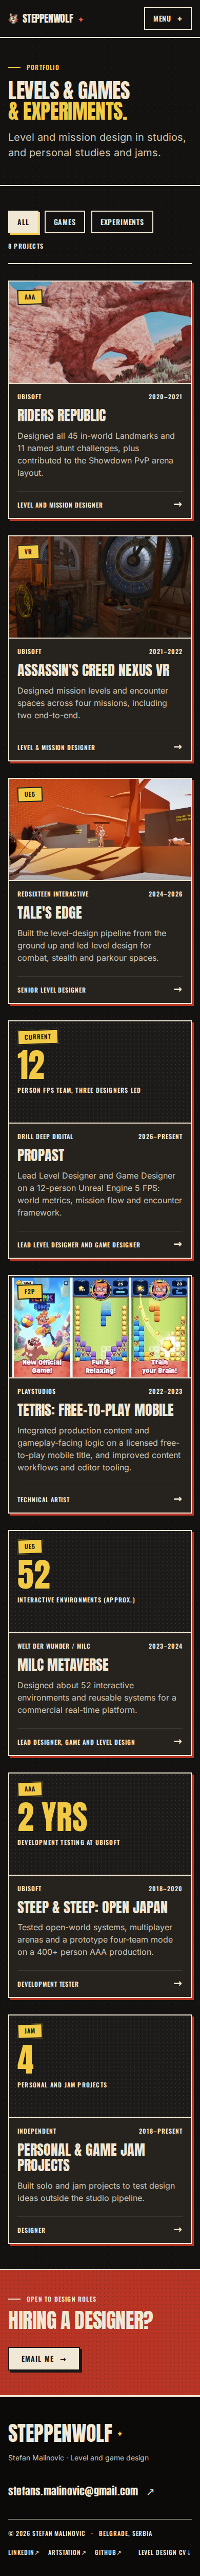 STEPPENWOLF
MENU +
PORTFOLIO
LEVELS & GAMES
& EXPERIMENTS.
Level and mission design in studios,
and personal studies and jams.
ALL
GAMES
EXPERIMENTS
8 PROJECTS
AAA
UBISOFT
2020–2021
RIDERS REPUBLIC
Designed all 45 in-world Landmarks and
11 named stunt challenges, plus
contributed to the Showdown PvP arena
layout.
LEVEL AND MISSION DESIGNER →
VR
UBISOFT
2021–2022
ASSASSIN'S CREED NEXUS VR
Designed mission levels and encounter
spaces across four missions, including
two end-to-end.
LEVEL & MISSION DESIGNER →
UE5
REDSIXTEEN INTERACTIVE
2024–2026
TALE'S EDGE
Built the level-design pipeline from the
ground up and led level design for
combat, stealth and parkour spaces.
SENIOR LEVEL DESIGNER →
CURRENT
12
PERSON FPS TEAM, THREE DESIGNERS LED
DRILL DEEP DIGITAL
2026–PRESENT
PROPAST
Lead Level Designer and Game Designer
on a 12-person Unreal Engine 5 FPS:
world metrics, mission flow and encounter
framework.
LEAD LEVEL DESIGNER AND GAME DESIGNER →
F2P
New Official
Game!
Fun &
Relaxing!
Train
your Brain!
PLAYSTUDIOS
2022–2023
TETRIS: FREE-TO-PLAY MOBILE
Integrated production content and
gameplay-facing logic on a licensed free-
to-play mobile title, and improved content
workflows and editor tooling.
TECHNICAL ARTIST →
UE5
52
INTERACTIVE ENVIRONMENTS (APPROX.)
WELT DER WUNDER / MILC
2023–2024
MILC METAVERSE
Designed about 52 interactive
environments and reusable systems for a
commercial real-time platform.
LEAD DESIGNER, GAME AND LEVEL DESIGN →
AAA
2 YRS
DEVELOPMENT TESTING AT UBISOFT
UBISOFT
2018–2020
STEEP & STEEP: OPEN JAPAN
Tested open-world systems, multiplayer
arenas and a prototype four-team mode
on a 400+ person AAA production.
DEVELOPMENT TESTER →
JAM
4
PERSONAL AND JAM PROJECTS
INDEPENDENT
2018–PRESENT
PERSONAL & GAME JAM
PROJECTS
Built solo and jam projects to test design
ideas outside the studio pipeline.
DESIGNER →
OPEN TO DESIGN ROLES
HIRING A DESIGNER?
EMAIL ME →
STEPPENWOLF
Stefan Malinovic · Level and game design
stefans.malinovic@gmail.com ↗
© 2026 STEFAN MALINOVIC · BELGRADE, SERBIA
LINKEDIN↗ ARTSTATION↗ GITHUB↗ LEVEL DESIGN CV↓